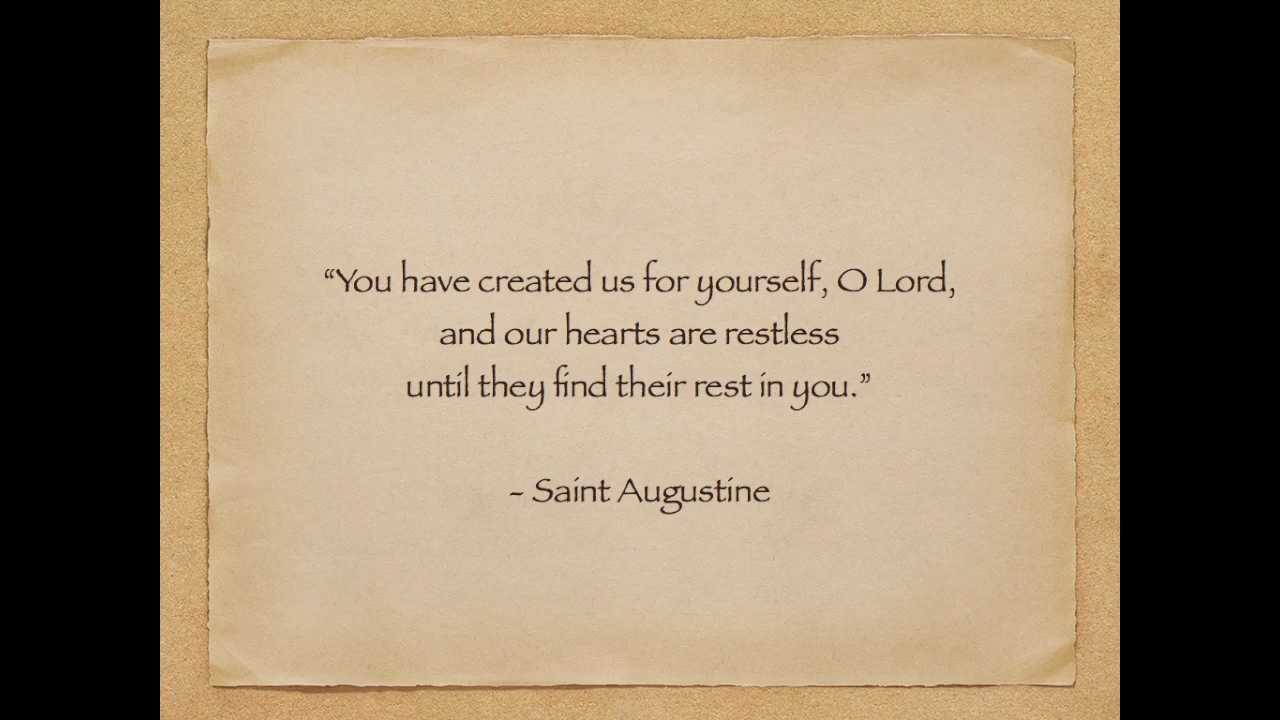 “You have created us for yourself, O Lord,
and our hearts are restless
until they find their rest in you.”
- Saint Augustine